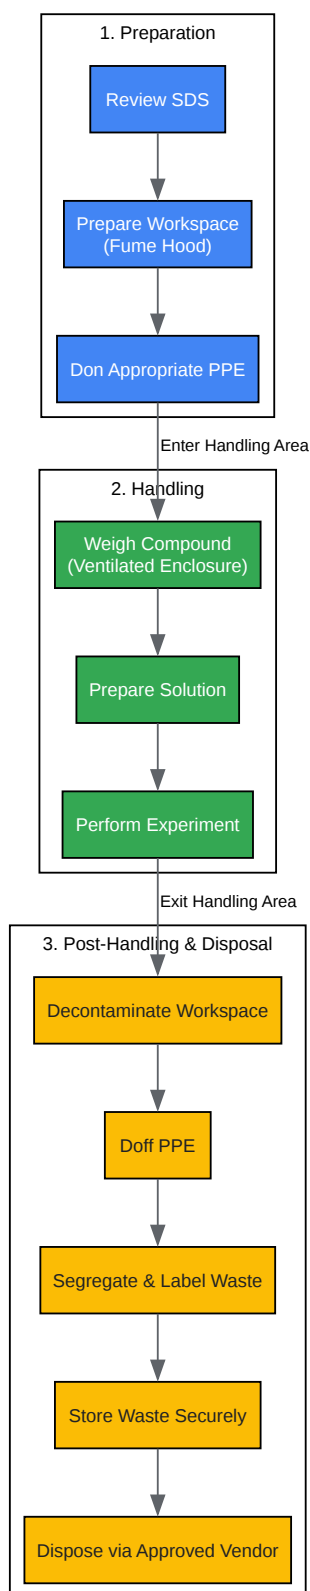 1. Preparation
Review SDS
Prepare Workspace
(Fume Hood)
Don Appropriate PPE
Enter Handling Area
2. Handling
Weigh Compound
(Ventilated Enclosure)
Prepare Solution
Perform Experiment
Exit Handling Area
3. Post-Handling & Disposal
Decontaminate Workspace
Doff PPE
Segregate & Label Waste
Store Waste Securely
Dispose via Approved Vendor